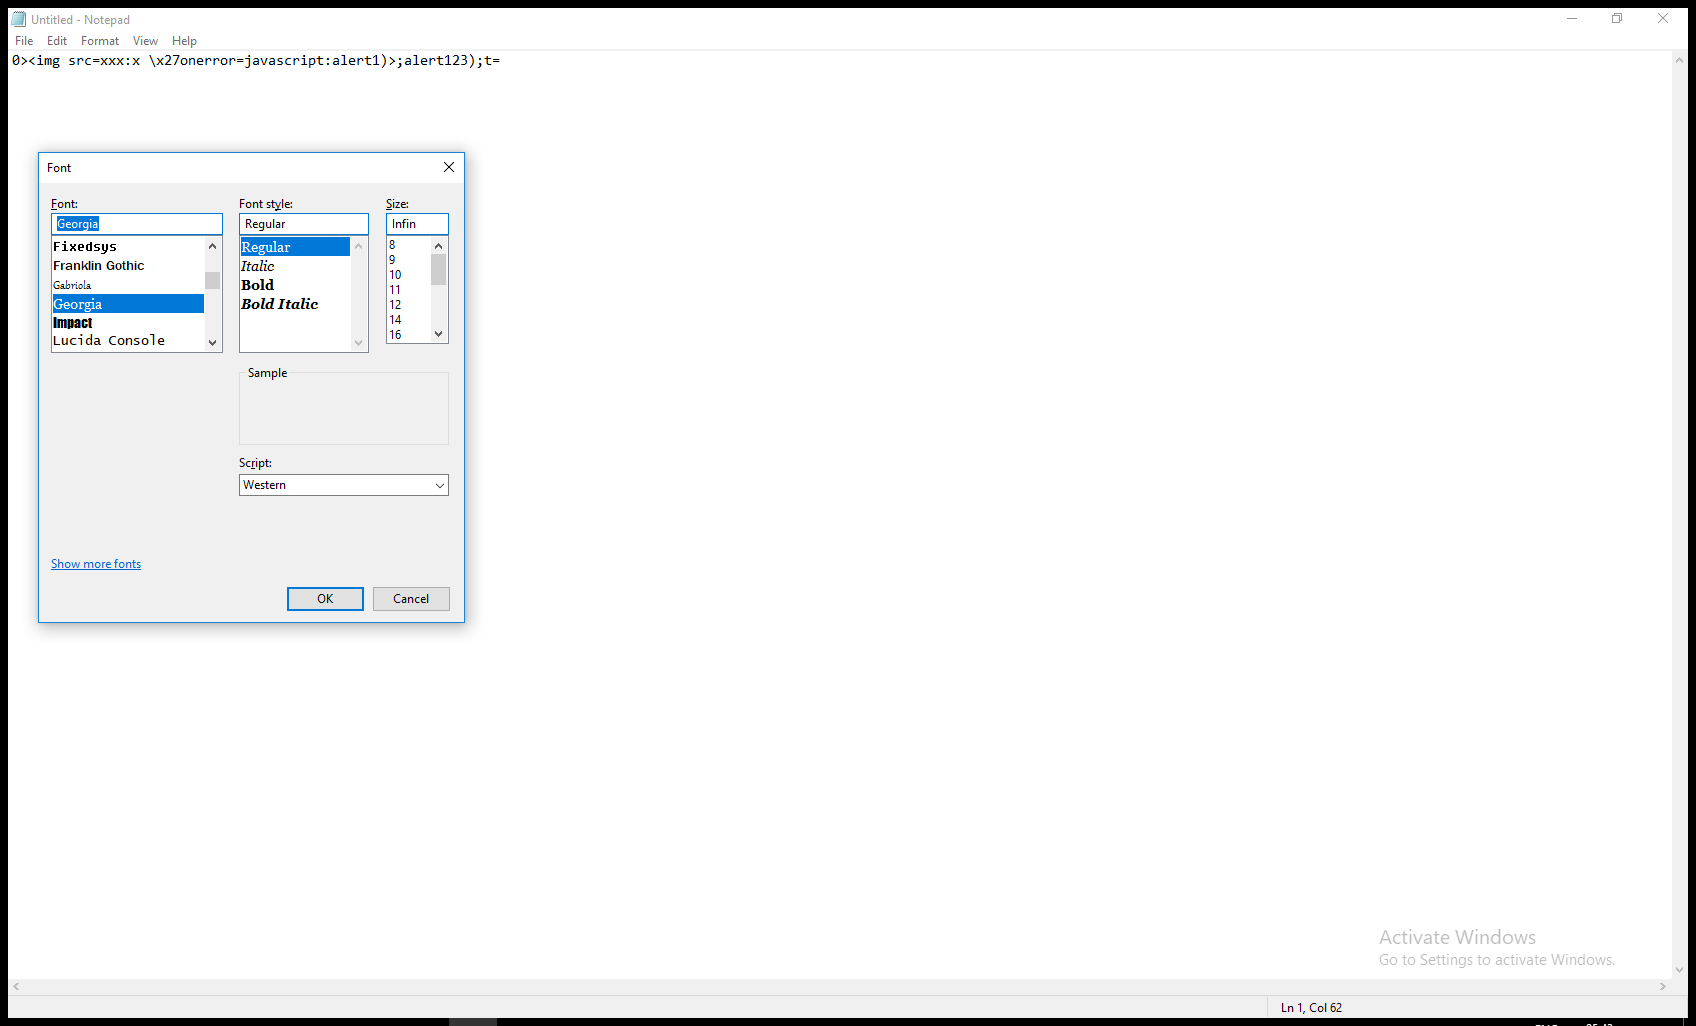 Untitled - Notepad
File Edit Format View Help
0><img src=xxx:x \x27onerror=javascript:alert1)>;alert123);t=
Font
Font: Font style: Size:
Georgia Regular Infin
Fixedsys
Franklin Gothic
Gabriola
Georgia
Impact
Lucida Console
Regular
Italic
Bold
Bold Italic
8
9
10
11
12
14
16
Sample
Script:
Western
Show more fonts
OK Cancel
Activate Windows
Go to Settings to activate Windows.
Ln 1, Col 62